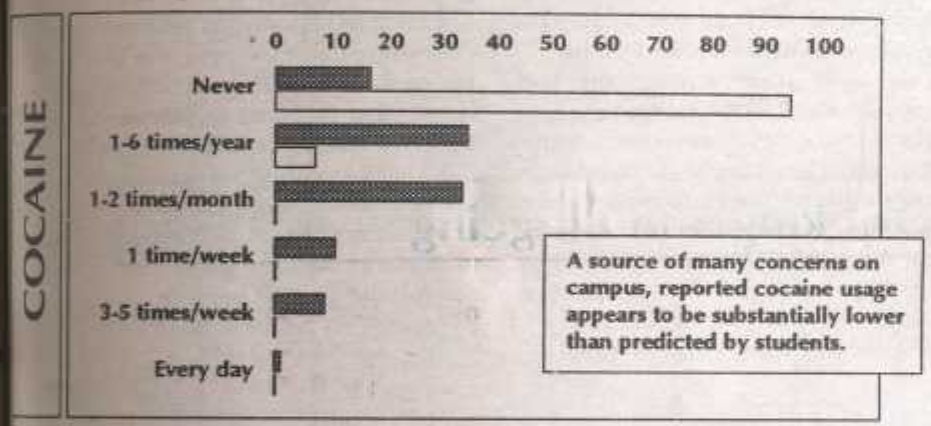 COCAINE
0 10 20 30 40 50 60 70 80 90 100
Never
1-6 times/year
1-2 times/month
1 time/week
3-5 times/week
Every day
A source of many concerns on
campus, reported cocaine usage
appears to be substantially lower
than predicted by students.